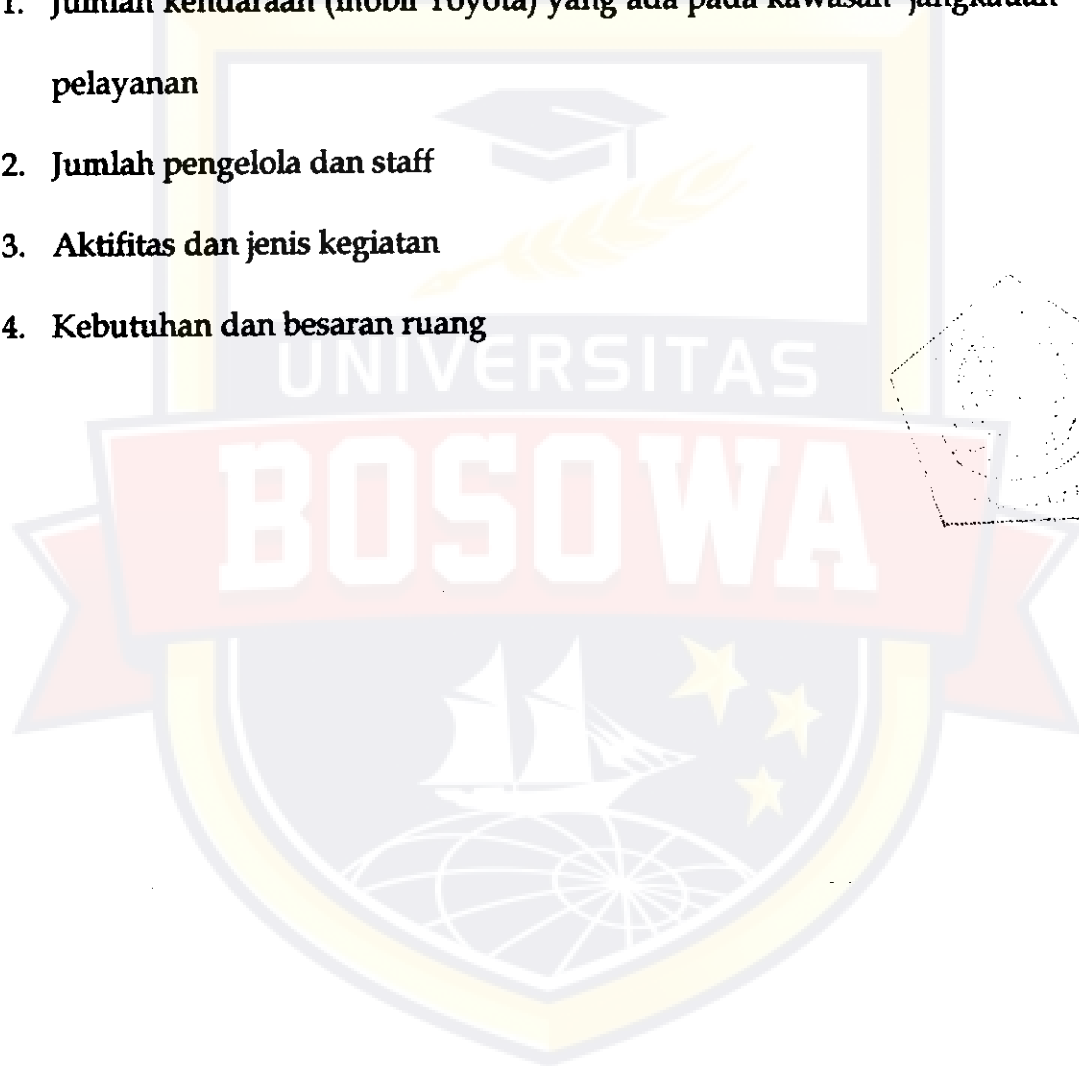 1. Jumlah kendaraan (mobil Toyota) yang ada pada kawasan jangkauan
pelayanan
2. Jumlah pengelola dan staff
3. Aktifitas dan jenis kegiatan
4. Kebutuhan dan besaran ruang
UNIVERSITAS
BOSOWA